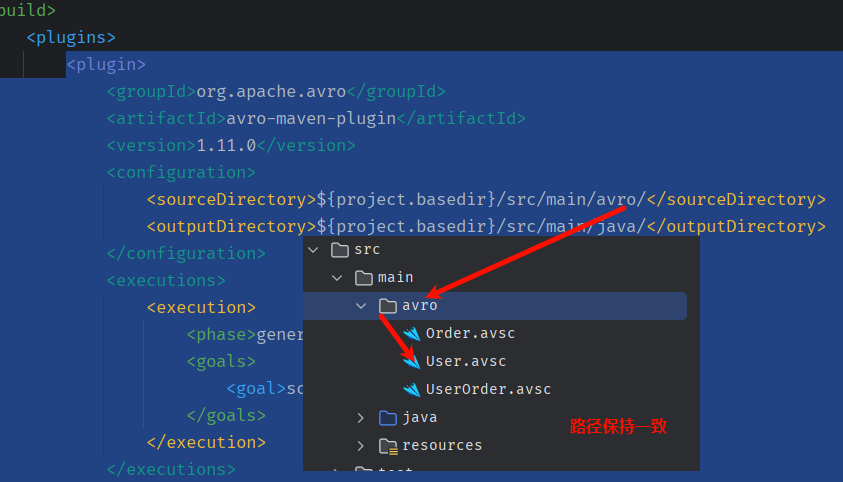 build>
<plugins>
<plugin>
<groupId>org.apache.avro</groupId>
<artifactId>avro-maven-plugin</artifactId>
<version>1.11.0</version>
<configuration>
<sourceDirectory>${project.basedir}/src/main/avro/</sourceDirectory>
<outputDirectory>${project.basedir}/src/main/java/</outputDirectory>
</configuration>
<executions>
<execution>
<phase>gener
<goals>
<goal>sc
</goals>
</execution>
</executions>
src
main
avro
Order.avsc
User.avsc
UserOrder.avsc
java
resources
路径保持一致